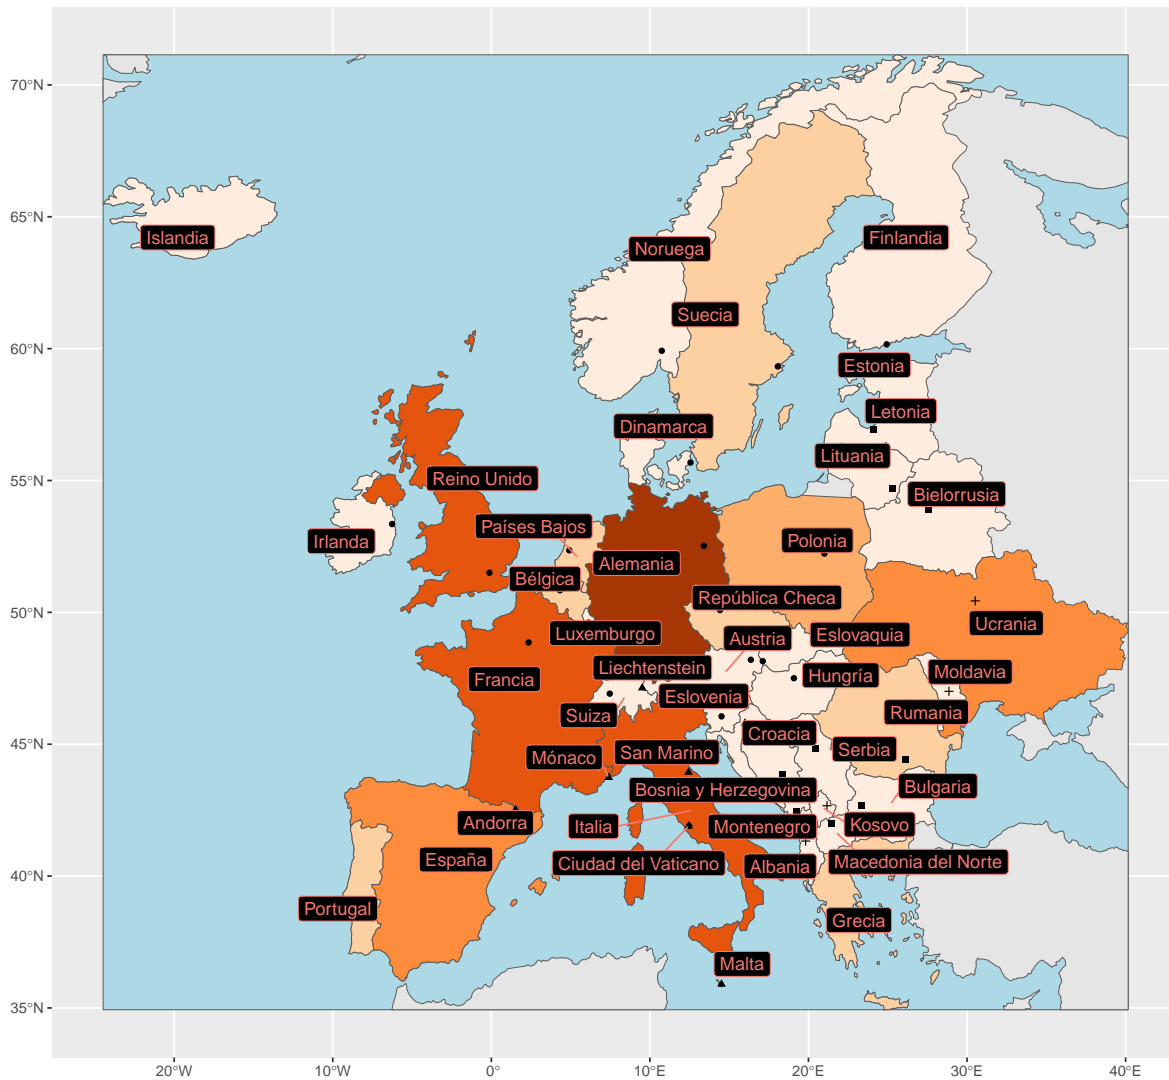 70°N
65°N
60°N
55°N
50°N
45°N
40°N
35°N
Islandia
Noruega
Finlandia
Suecia
Estonia
Letonia
Dinamarca
Lituania
Reino Unido
Bielorrusia
Países Bajos
Irlanda
Polonia
Alemania
Bélgica
República Checa
Ucrania
Luxemburgo
Austria
Eslovaquia
Liechtenstein
Moldavia
Francia
Hungría
Eslovenia
Suiza
Rumania
Croacia
San Marino
Serbia
Mónaco
Bosnia y Herzegovina
Bulgaria
Andorra
Italia
Montenegro
Kosovo
España
Ciudad del Vaticano
Albania
Macedonia del Norte
Portugal
Grecia
Malta
20°W
10°W
0°
10°E
20°E
30°E
40°E